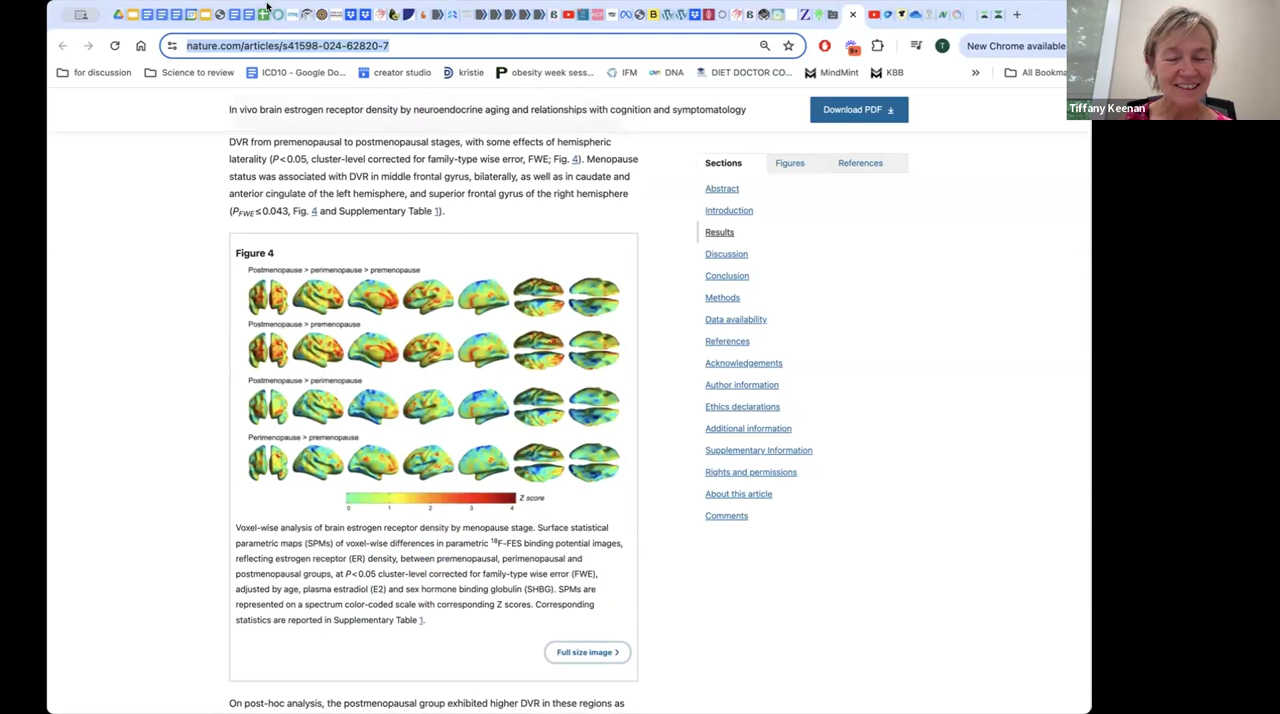 nature.com/articles/s41598-024-62820-7
New Chrome available
Tiffany Keenan
for discussion
Science to review
ICD10 - Google Do...
creator studio
kristie
obesity week sess...
IFM
DNA
DIET DOCTOR CO...
MindMint
KBB
»
All Bookma
In vivo brain estrogen receptor density by neuroendocrine aging and relationships with cognition and symptomatology
Download PDF
DVR from premenopausal to postmenopausal stages, with some effects of hemispheric
laterality (P < 0.05, cluster-level corrected for family-type wise error, FWE; Fig. 4). Menopause
status was associated with DVR in middle frontal gyrus, bilaterally, as well as in caudate and
anterior cingulate of the left hemisphere, and superior frontal gyrus of the right hemisphere
(PFWE ≤ 0.043, Fig. 4 and Supplementary Table 1).
Figure 4
Postmenopause > perimenopause > premenopause
Postmenopause > premenopause
Postmenopause > perimenopause
Perimenopause > premenopause
0 1 2 3 4 Z score
Voxel-wise analysis of brain estrogen receptor density by menopause stage. Surface statistical
parametric maps (SPMs) of voxel-wise differences in parametric 18F-FES binding potential images,
reflecting estrogen receptor (ER) density, between premenopausal, perimenopausal and
postmenopausal groups, at P < 0.05 cluster-level corrected for family-type wise error (FWE),
adjusted by age, plasma estradiol (E2) and sex hormone binding globulin (SHBG). SPMs are
represented on a spectrum color-coded scale with corresponding Z scores. Corresponding
statistics are reported in Supplementary Table 1.
Full size image
On post-hoc analysis, the postmenopausal group exhibited higher DVR in these regions as
Sections
Figures
References
Abstract
Introduction
Results
Discussion
Conclusion
Methods
Data availability
References
Acknowledgements
Author information
Ethics declarations
Additional information
Supplementary Information
Rights and permissions
About this article
Comments